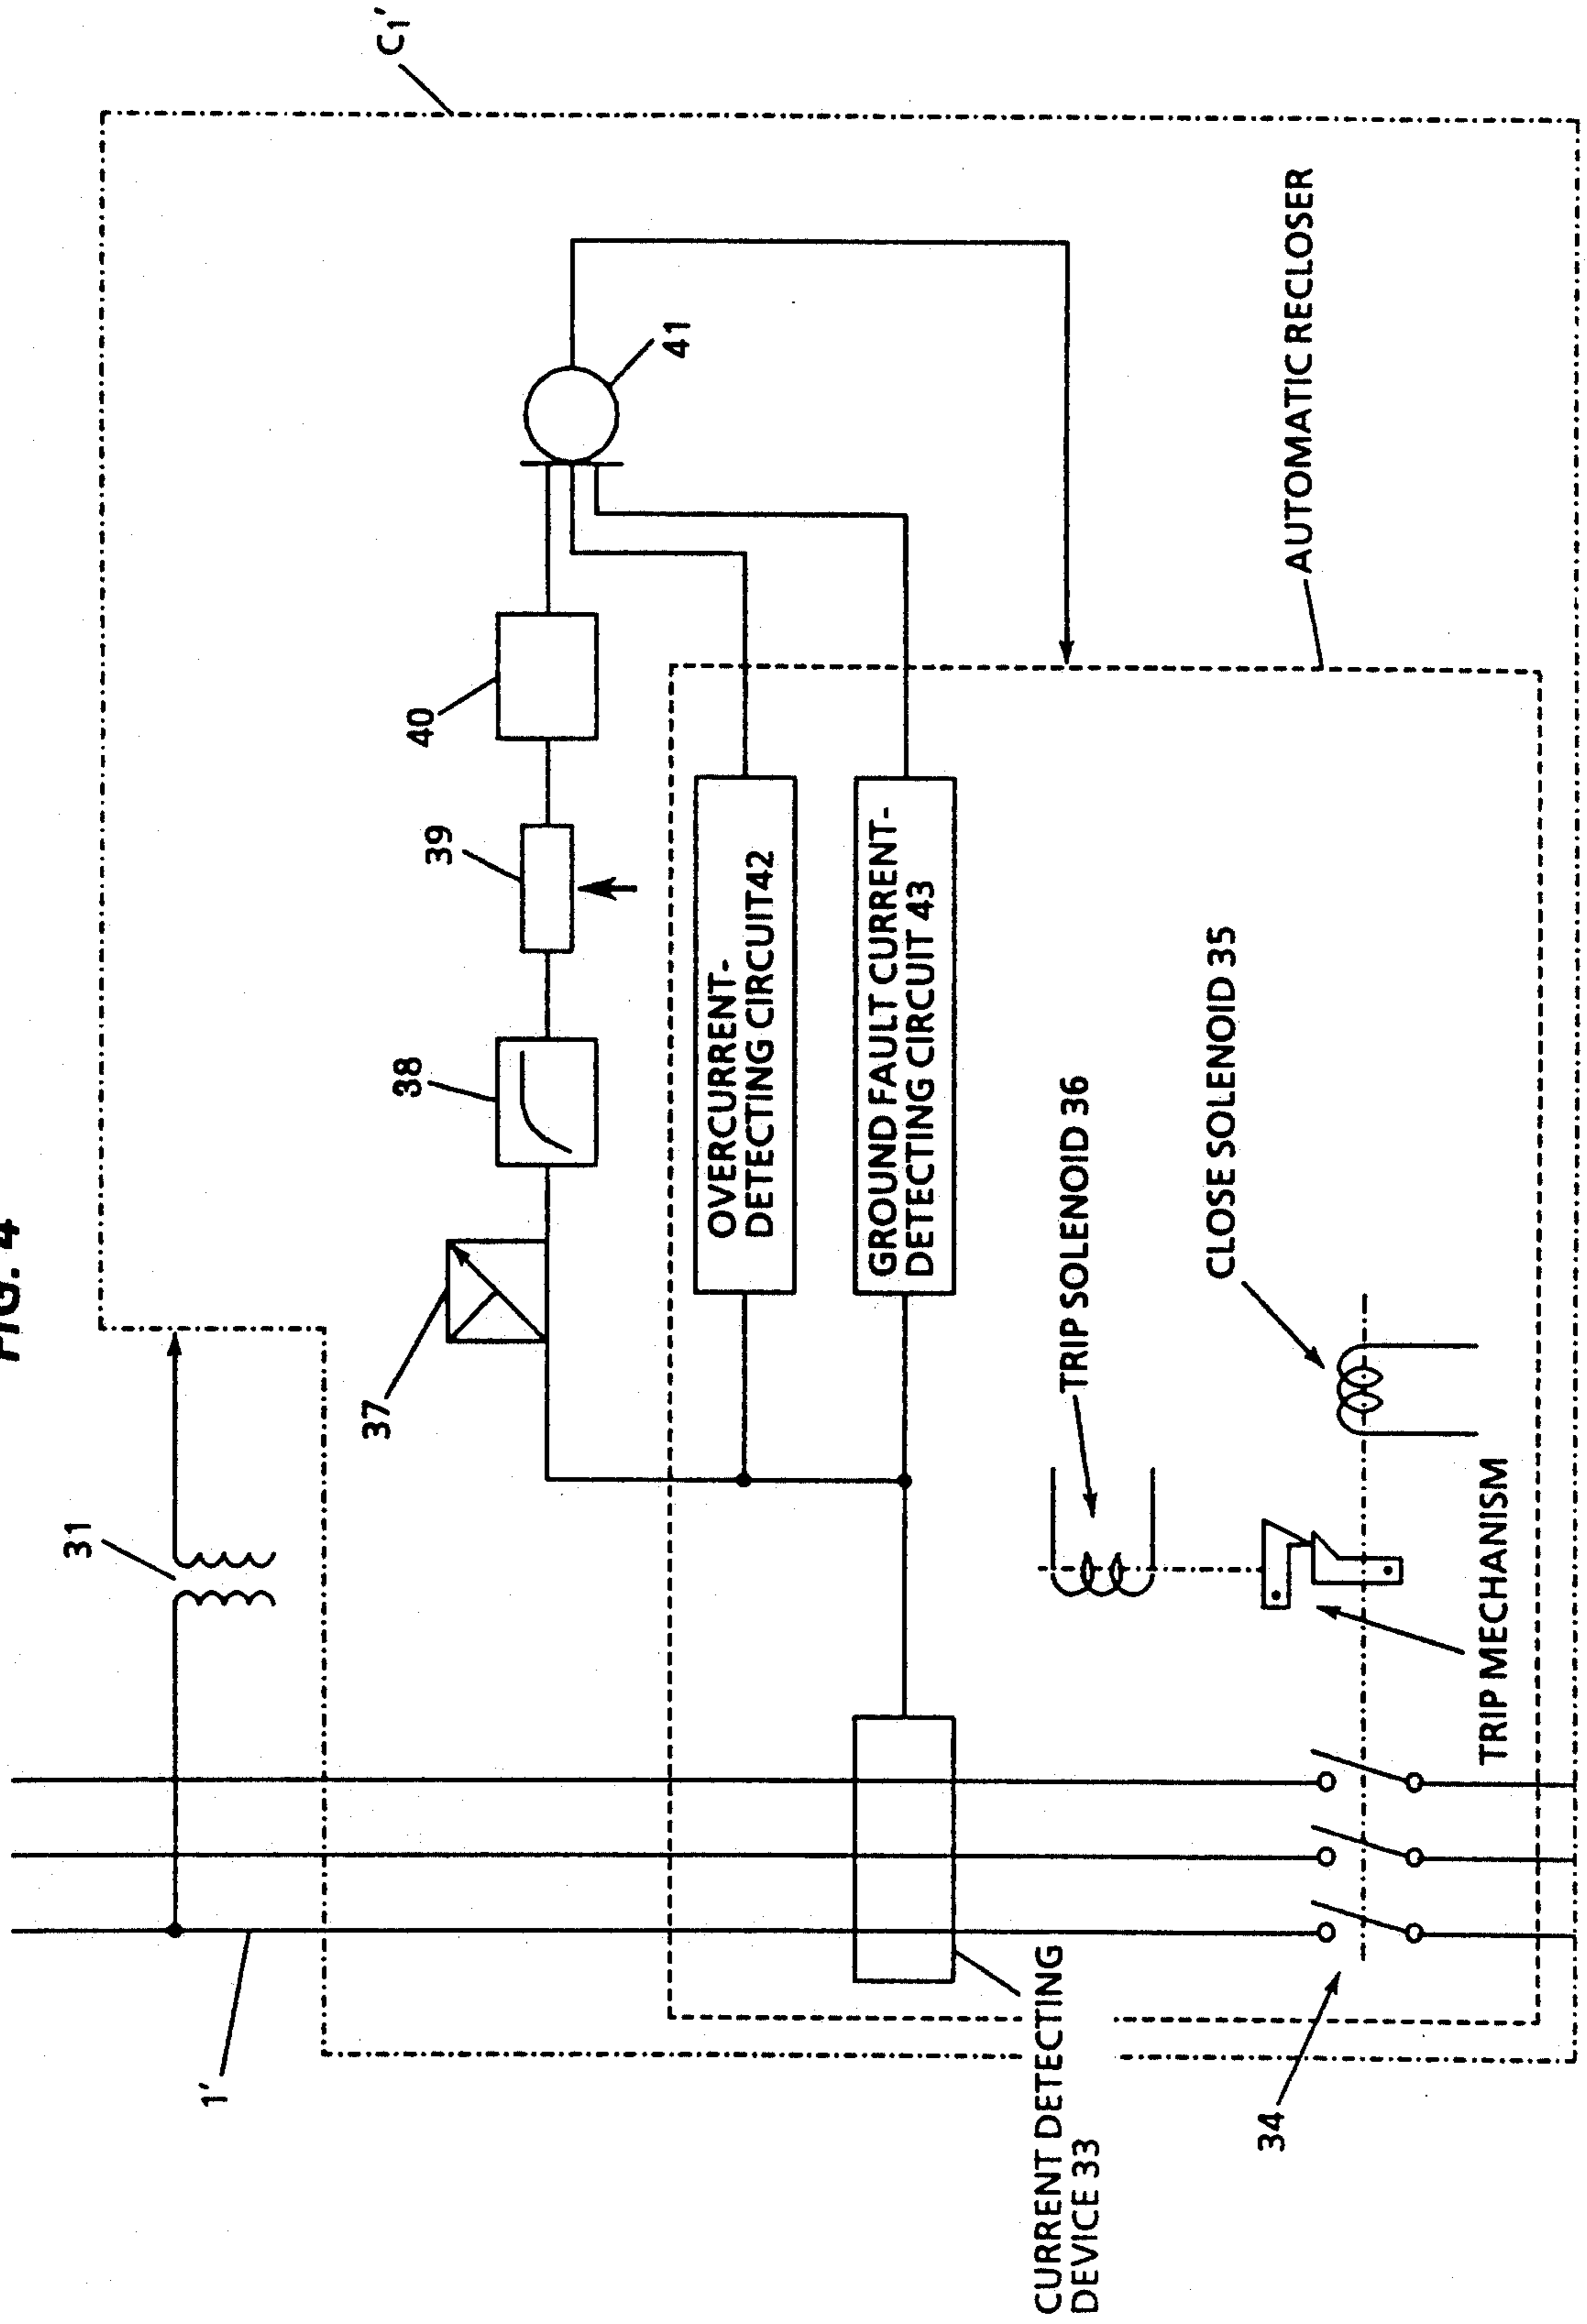 FIG. 4
C1'
31
37
38
39
40
41
OVERCURRENT-
DETECTING CIRCUIT42
GROUND FAULT CURRENT-
DETECTING CIRCUIT 43
1'
CURRENT DETECTING
DEVICE 33
TRIP SOLENOID 36
CLOSE SOLENOID 35
AUTOMATIC RECLOSER
34
TRIP MECHANISM